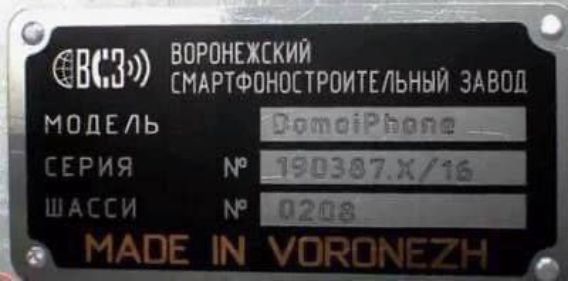 ВСЗ ВОРОНЕЖСКИЙ
СМАРТФОНОСТРОИТЕЛЬНЫЙ ЗАВОД
МОДЕЛЬ DomoiPhone
СЕРИЯ № 190387.X/16
ШАССИ № 0208
MADE IN VORONEZH